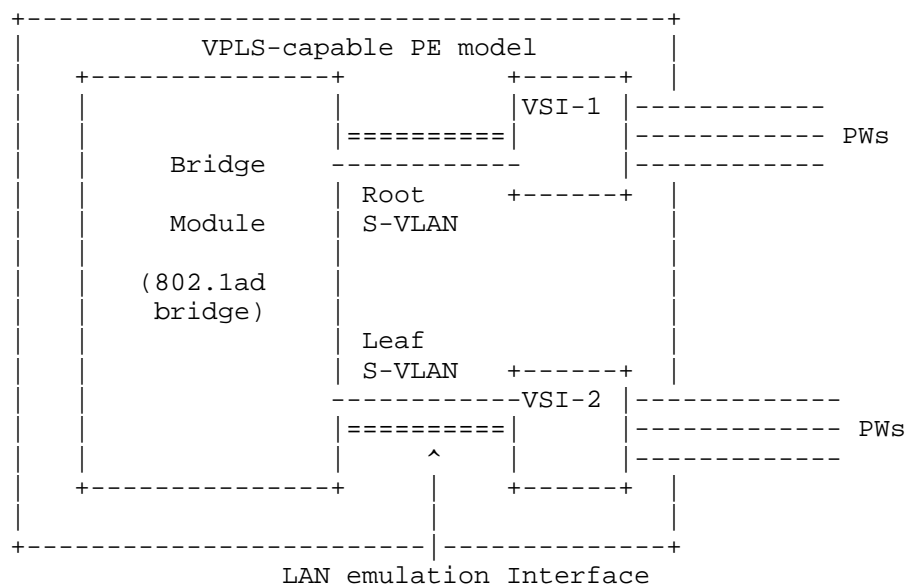 VPLS-capable PE model
VSI-1
PWs
Bridge
Root
Module
S-VLAN
(802.1ad
bridge)
Leaf
S-VLAN
VSI-2
PWs
LAN emulation Interface